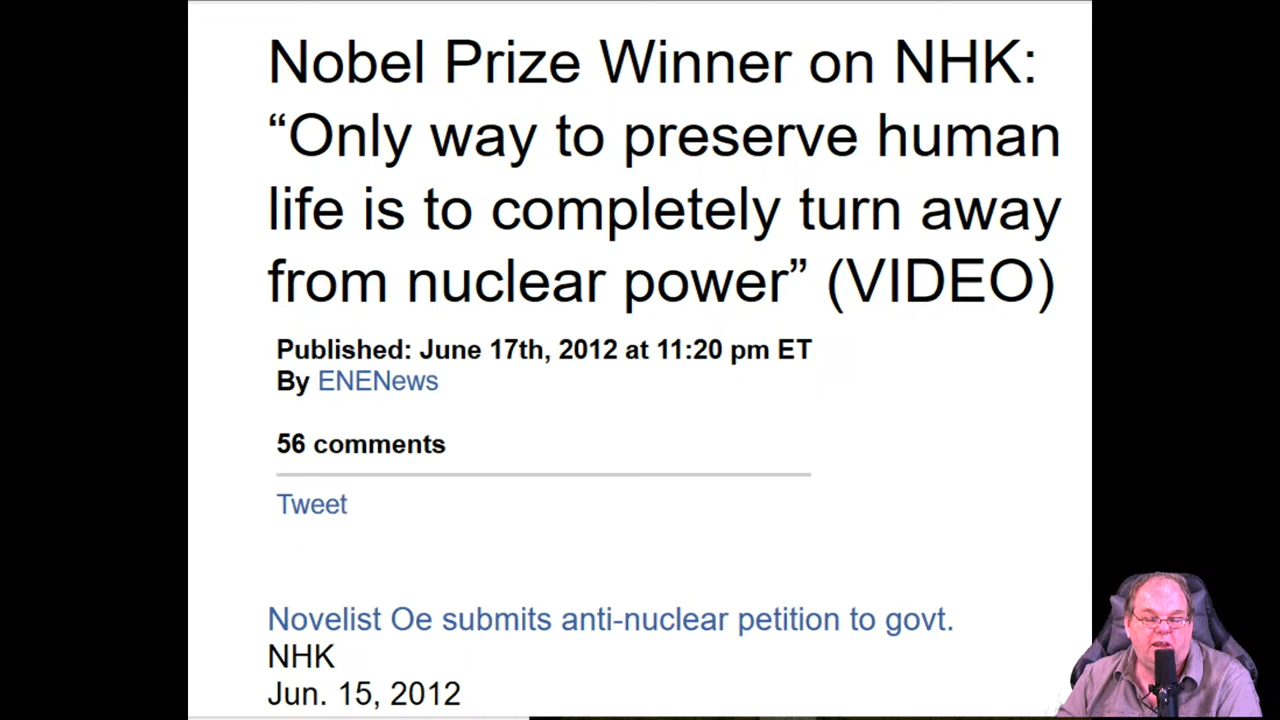 Nobel Prize Winner on NHK:
“Only way to preserve human
life is to completely turn away
from nuclear power” (VIDEO)
Published: June 17th, 2012 at 11:20 pm ET
By ENENews
56 comments
Tweet
Novelist Oe submits anti-nuclear petition to govt.
NHK
Jun. 15, 2012